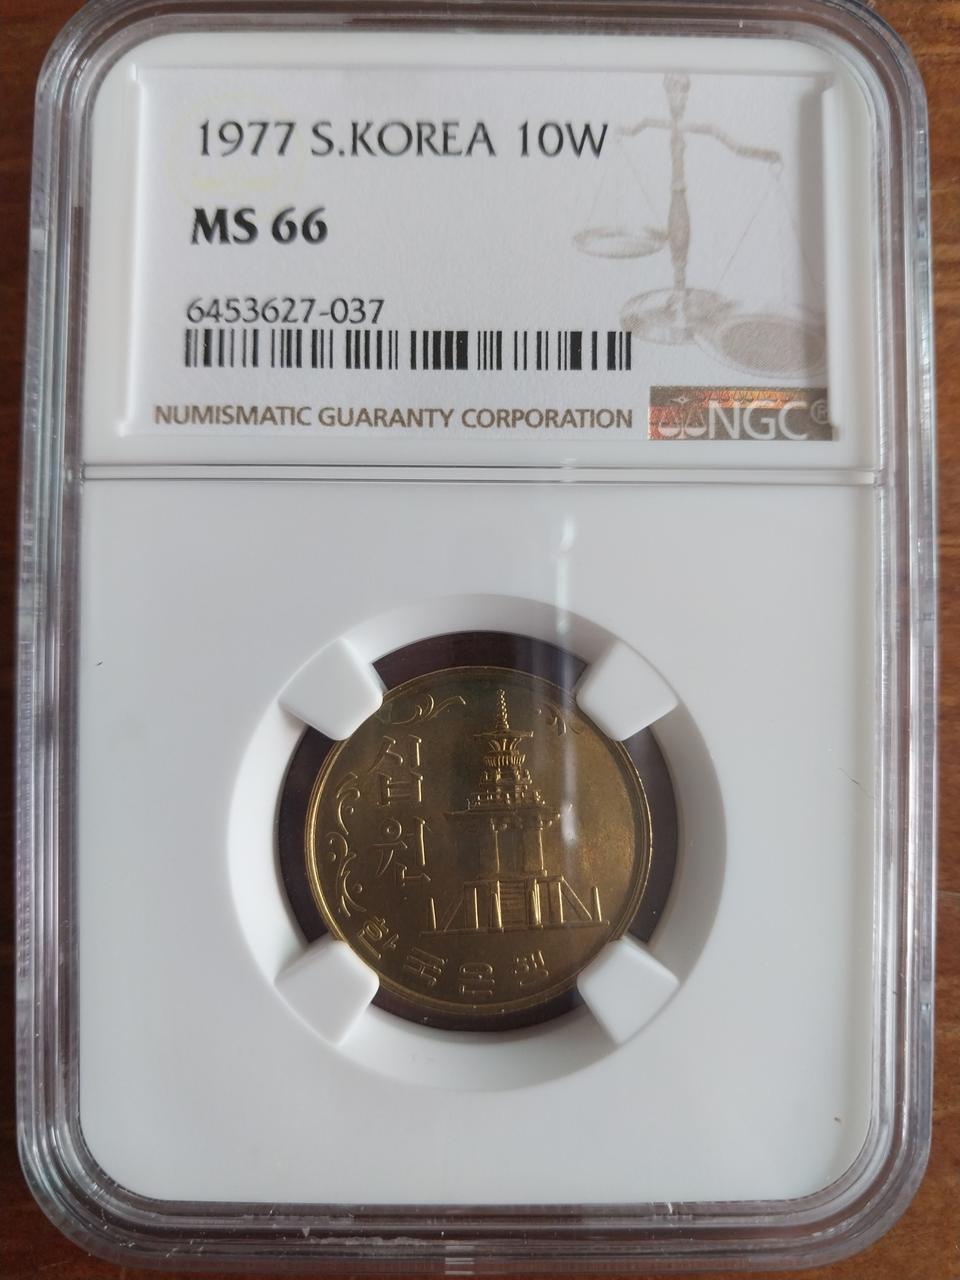 1977 S.KOREA 10W
MS 66
6453627-037
NUMISMATIC GUARANTY CORPORATION
NGC®
십원
한국은행